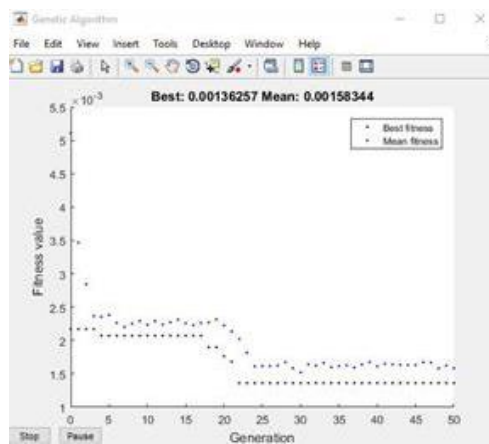 Genetic Algorithm
File Edit View Insert Tools Desktop Window Help
Best: 0.00136257 Mean: 0.00158344
×10⁻³
5.5
5
4.5
4
3.5
3
2.5
2
1.5
1
Fitness value
Best fitness
Mean fitness
0 5 10 15 20 25 30 35 40 45 50
Generation
Stop Pause